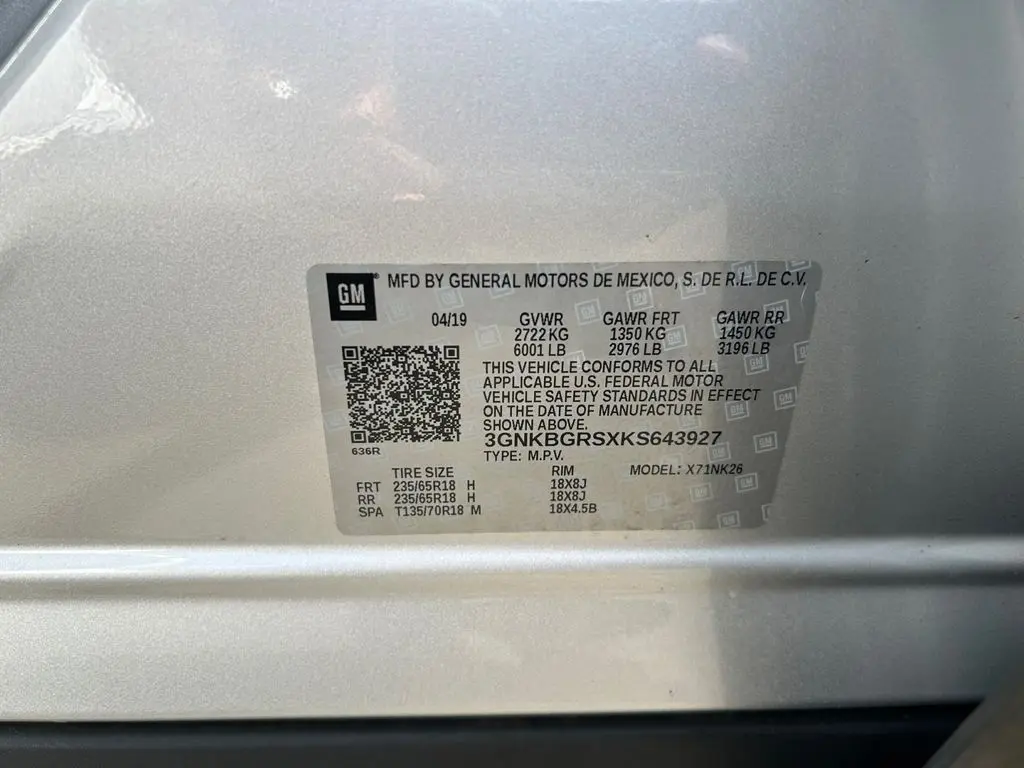 GM® MFD BY GENERAL MOTORS DE MEXICO, S. DE R.L. DE C.V.
04/19 GVWR GAWR FRT GAWR RR
2722 KG 1350 KG 1450 KG
6001 LB 2976 LB 3196 LB
THIS VEHICLE CONFORMS TO ALL
APPLICABLE U.S. FEDERAL MOTOR
VEHICLE SAFETY STANDARDS IN EFFECT
ON THE DATE OF MANUFACTURE
SHOWN ABOVE.
3GNKBGRSXKS643927
636R TYPE: M.P.V.
TIRE SIZE RIM MODEL: X71NK26
FRT 235/65R18 H 18X8J
RR 235/65R18 H 18X8J
SPA T135/70R18 M 18X4.5B